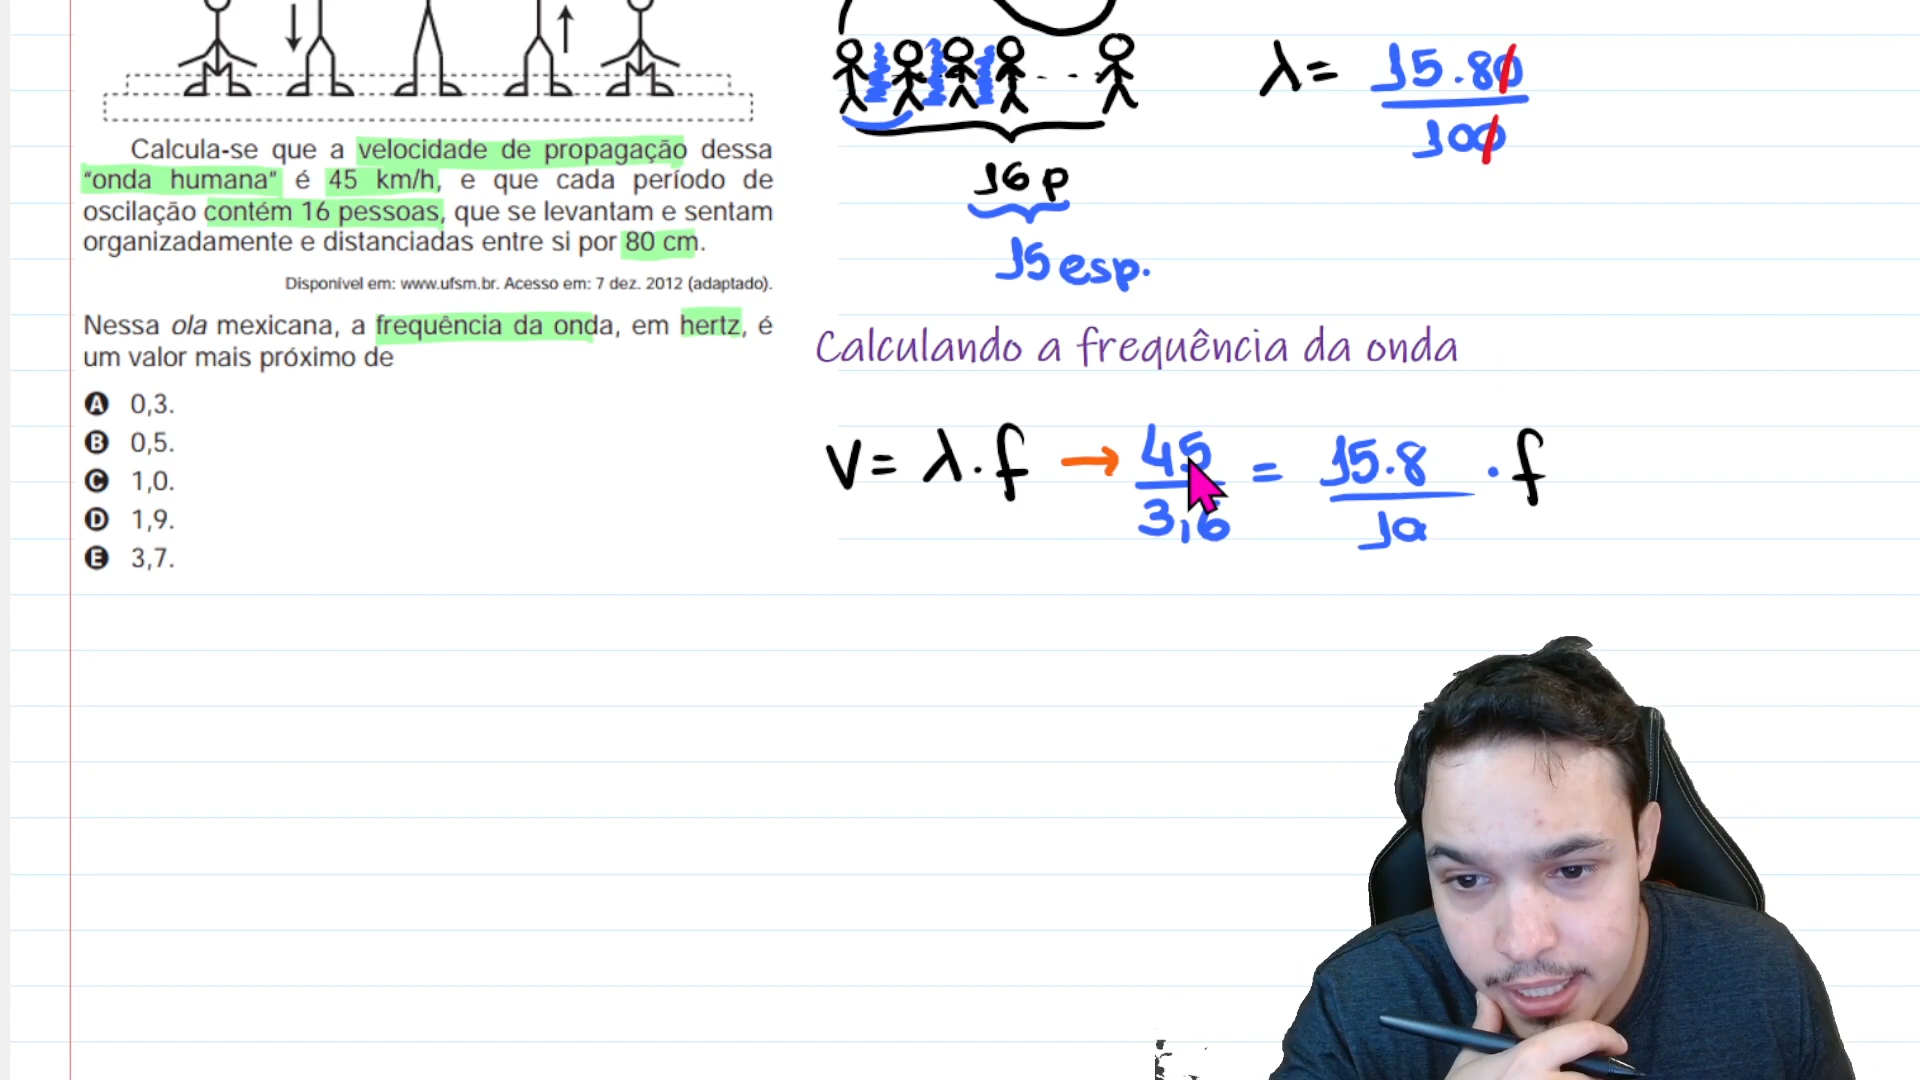 Calcula-se que a velocidade de propagação dessa
"onda humana" é 45 km/h, e que cada período de
oscilação contém 16 pessoas, que se levantam e sentam
organizadamente e distanciadas entre si por 80 cm.
Disponível em: www.ufsm.br. Acesso em: 7 dez. 2012 (adaptado).
Nessa ola mexicana, a frequência da onda, em hertz, é
um valor mais próximo de
A 0,3.
B 0,5.
C 1,0.
D 1,9.
E 3,7.
16 p
15 esp.
λ = 15.80
100
Calculando a frequência da onda
V = λ . f → 45 = 15.8 . f
3,6 10